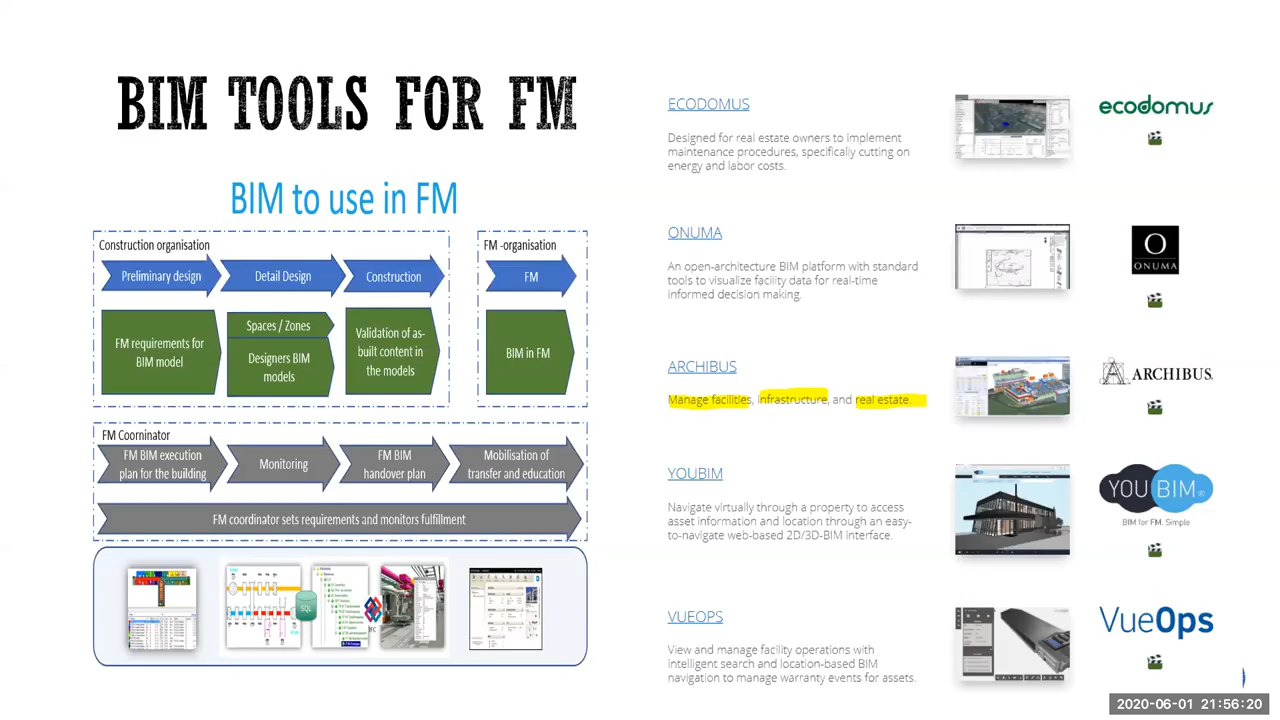 BIM TOOLS FOR FM
BIM to use in FM
Construction organisation
Preliminary design
Detail Design
Construction
FM -organisation
FM
FM requirements for
BIM model
Spaces / Zones
Designers BIM
models
Validation of as-
built content in
the models
BIM in FM
FM Coorninator
FM BIM execution
plan for the building
Monitoring
FM BIM
handover plan
Mobilisation of
transfer and education
FM coordinator sets requirements and monitors fulfillment
SQL
ECODOMUS
Designed for real estate owners to implement
maintenance procedures, specifically cutting on
energy and labor costs.
ecodomus
ONUMA
An open-architecture BIM platform with standard
tools to visualize facility data for real-time
informed decision making.
O
ONUMA
ARCHIBUS
Manage facilities, infrastructure, and real estate.
ARCHIBUS
YOUBIM
Navigate virtually through a property to access
asset information and location through an easy-
to-navigate web-based 2D/3D-BIM interface.
YOU BIM
BIM for FM. Simple
VUEOPS
View and manage facility operations with
intelligent search and location-based BIM
navigation to manage warranty events for assets.
VueOps
2020-06-01 21:56:20